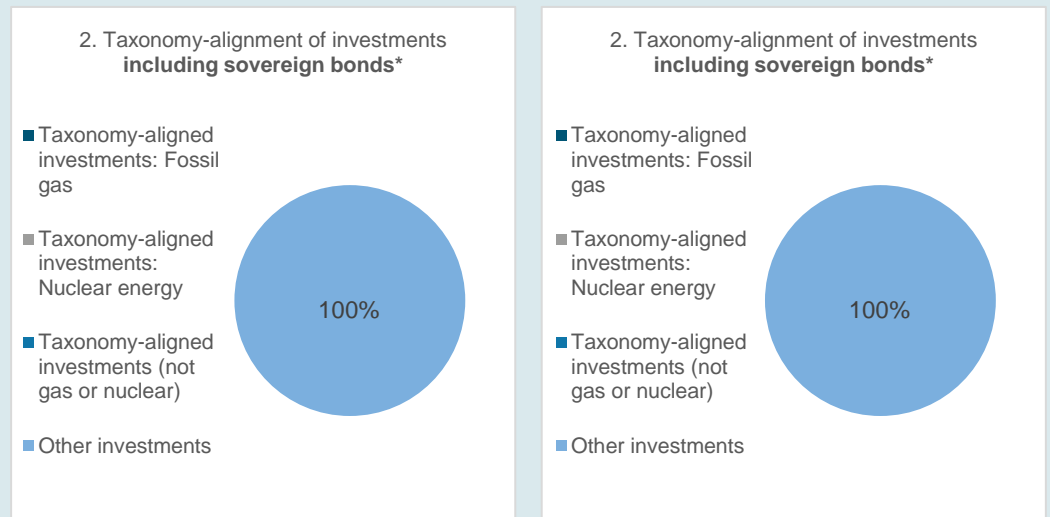 2. Taxonomy-alignment of investments
including sovereign bonds*
Taxonomy-aligned
investments: Fossil
gas
Taxonomy-aligned
investments:
Nuclear energy
Taxonomy-aligned
investments (not
gas or nuclear)
Other investments
100%
2. Taxonomy-alignment of investments
including sovereign bonds*
Taxonomy-aligned
investments: Fossil
gas
Taxonomy-aligned
investments:
Nuclear energy
Taxonomy-aligned
investments (not
gas or nuclear)
Other investments
100%